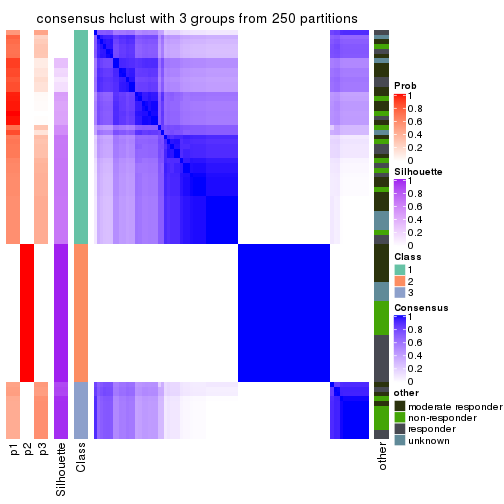 consensus hclust with 3 groups from 250 partitions
Prob
1
0.8
0.6
0.4
0.2
0
Silhouette
1
0.8
0.6
0.4
0.2
0
Class
1
2
3
Consensus
1
0.8
0.6
0.4
0.2
0
other
moderate responder
non-responder
responder
unknown
p1
p2
p3
Silhouette
Class
other